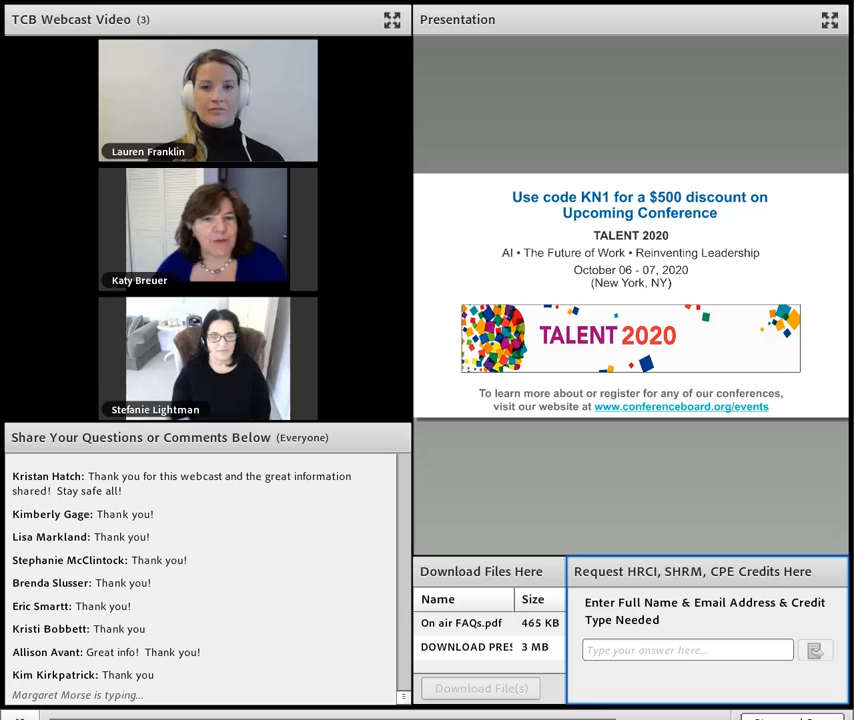 TCB Webcast Video (3)
Lauren Franklin
Katy Breuer
Stefanie Lightman
Share Your Questions or Comments Below (Everyone)
Kristan Hatch: Thank you for this webcast and the great information
shared! Stay safe all!
Kimberly Gage: Thank you!
Lisa Markland: Thank you!
Stephanie McClintock: Thank you!
Brenda Slusser: Thank you!
Eric Smartt: Thank you!
Kristi Bobbett: Thank you
Allison Avant: Great info! Thank you!
Kim Kirkpatrick: Thank you
Margaret Morse is typing...
Presentation
Use code KN1 for a $500 discount on
Upcoming Conference
TALENT 2020
AI • The Future of Work • Reinventing Leadership
October 06 - 07, 2020
(New York, NY)
TALENT 2020
To learn more about or register for any of our conferences,
visit our website at www.conferenceboard.org/events
Download Files Here
Name Size
On air FAQs.pdf 465 KB
DOWNLOAD PRES 3 MB
Download File(s)
Request HRCI, SHRM, CPE Credits Here
Enter Full Name & Email Address & Credit
Type Needed
Type your answer here...